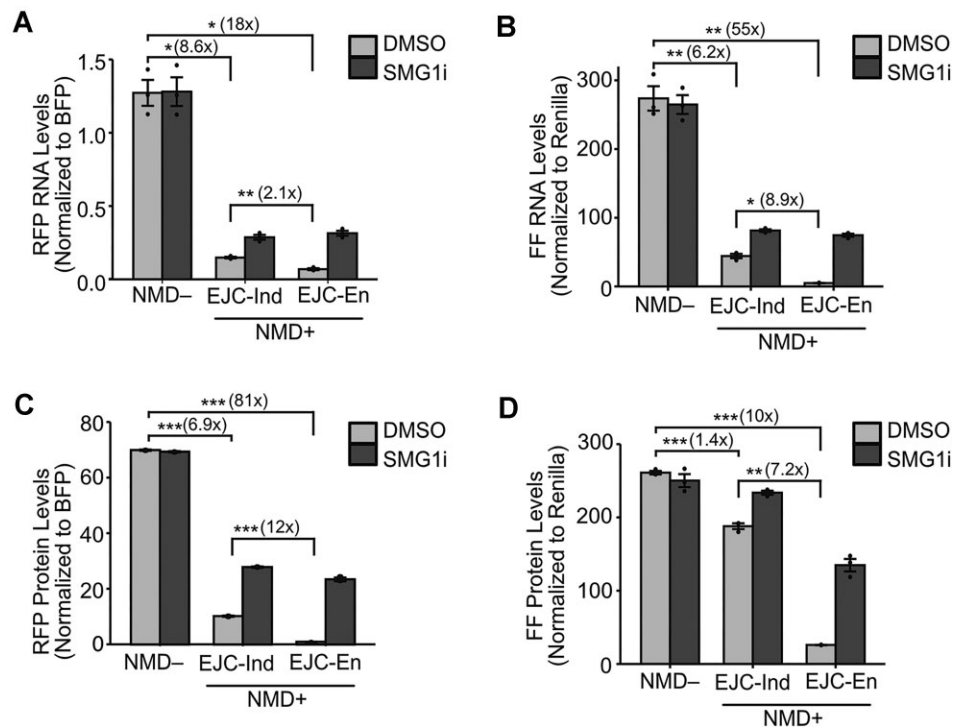 A
* (18x)
*(8.6x)
** (2.1x)
DMSO
SMG1i
RFP RNA Levels
(Normalized to BFP)
1.5
1.0
0.5
0.0
NMD–
EJC-Ind
EJC-En
NMD+
B
** (55x)
** (6.2x)
* (8.9x)
DMSO
SMG1i
FF RNA Levels
(Normalized to Renilla)
300
200
100
0
NMD–
EJC-Ind
EJC-En
NMD+
C
***(81x)
***(6.9x)
***(12x)
DMSO
SMG1i
RFP Protein Levels
(Normalized to BFP)
80
60
40
20
0
NMD–
EJC-Ind
EJC-En
NMD+
D
***(10x)
***(1.4x)
**(7.2x)
DMSO
SMG1i
FF Protein Levels
(Normalized to Renilla)
300
200
100
0
NMD–
EJC-Ind
EJC-En
NMD+